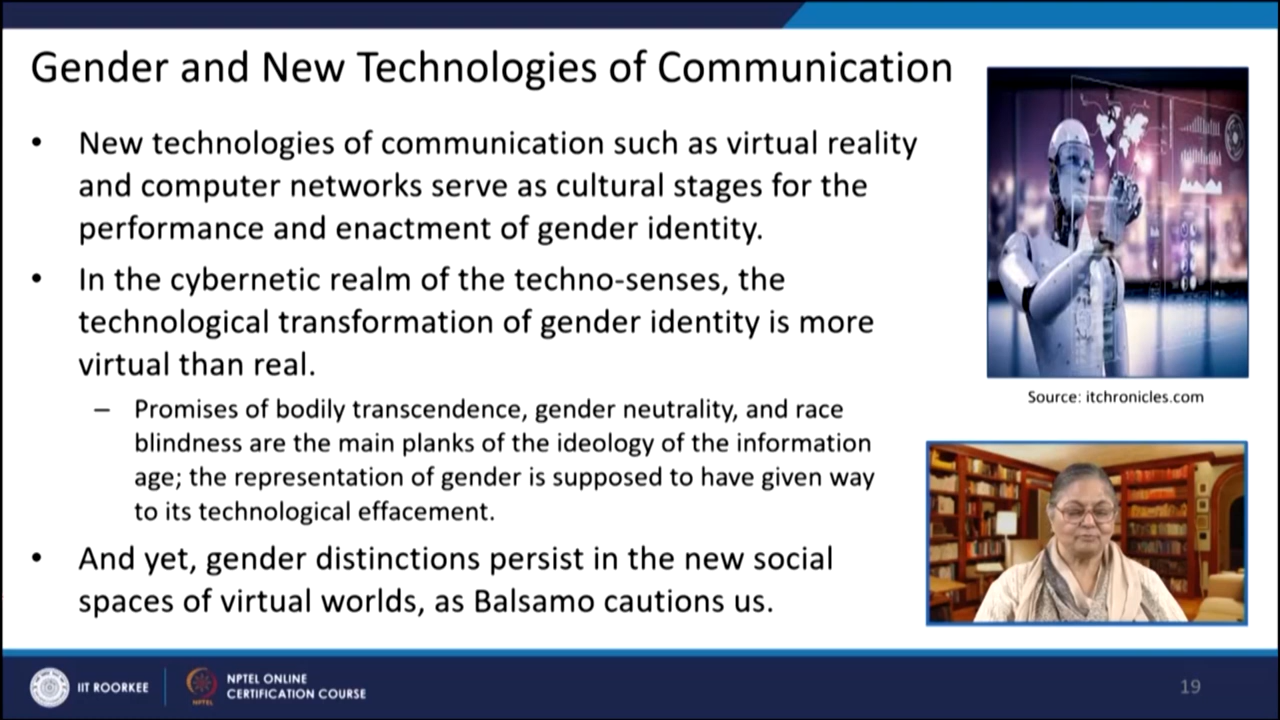 Gender and New Technologies of Communication
• New technologies of communication such as virtual reality
and computer networks serve as cultural stages for the
performance and enactment of gender identity.
• In the cybernetic realm of the techno-senses, the
technological transformation of gender identity is more
virtual than real.
– Promises of bodily transcendence, gender neutrality, and race
blindness are the main planks of the ideology of the information
age; the representation of gender is supposed to have given way
to its technological effacement.
• And yet, gender distinctions persist in the new social
spaces of virtual worlds, as Balsamo cautions us.
Source: itchronicles.com
IIT ROORKEE
NPTEL
NPTEL ONLINE
CERTIFICATION COURSE
19